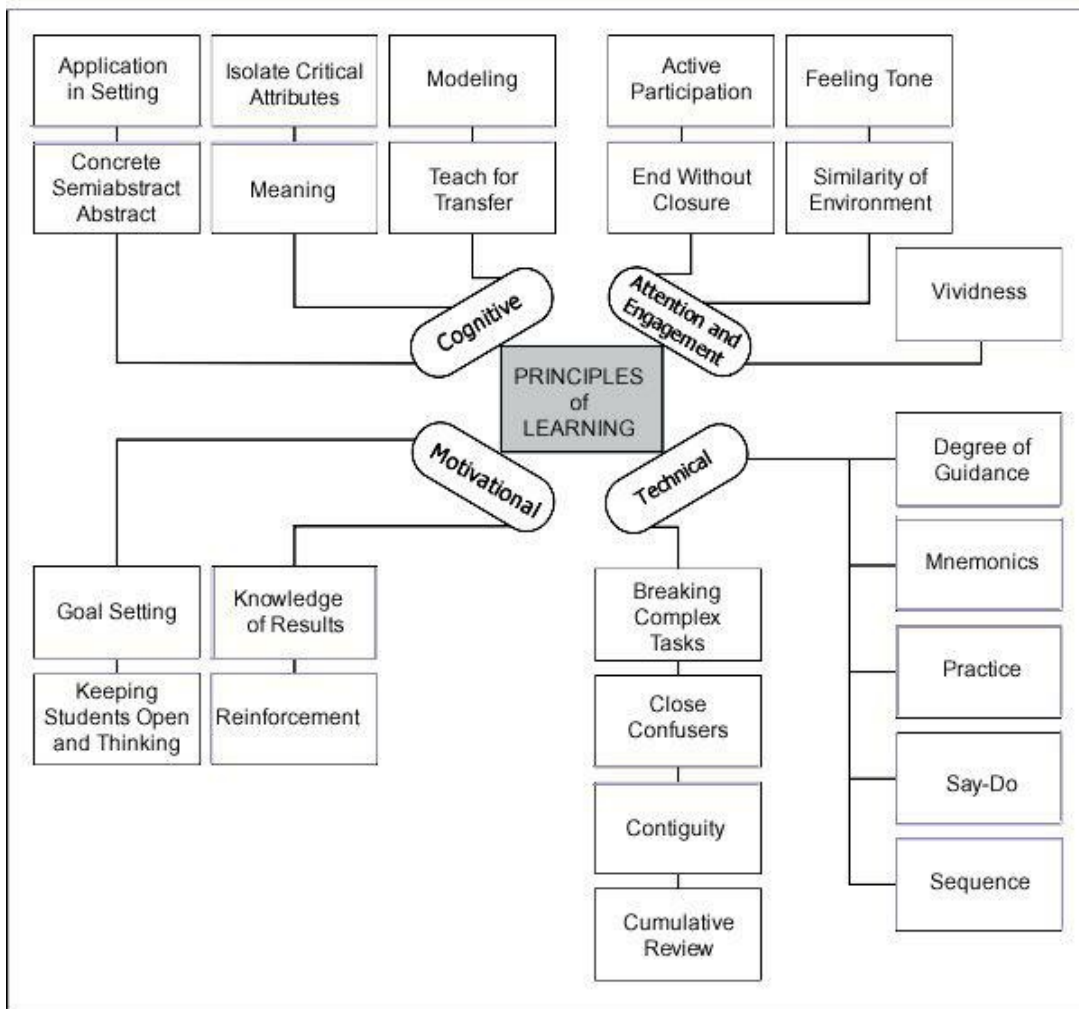 Application
in Setting
Isolate Critical
Attributes
Modeling
Active
Participation
Feeling Tone
Concrete
Semiabstract
Abstract
Meaning
Teach for
Transfer
End Without
Closure
Similarity of
Environment
Vividness
Cognitive
Attention and
Engagement
PRINCIPLES
of
LEARNING
Motivational
Technical
Degree of
Guidance
Mnemonics
Practice
Say-Do
Sequence
Goal Setting
Knowledge
of Results
Keeping
Students Open
and Thinking
Reinforcement
Breaking
Complex
Tasks
Close
Confusers
Contiguity
Cumulative
Review